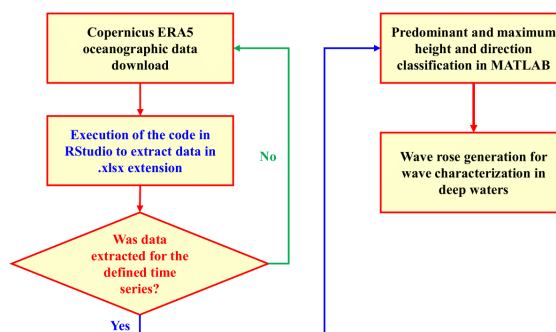 Copernicus ERA5
oceanographic data
download
Execution of the code in
RStudio to extract data in
.xlsx extension
No
Was data
extracted for the
defined time
series?
Yes
Predominant and maximum
height and direction
classification in MATLAB
Wave rose generation for
wave characterization in
deep waters